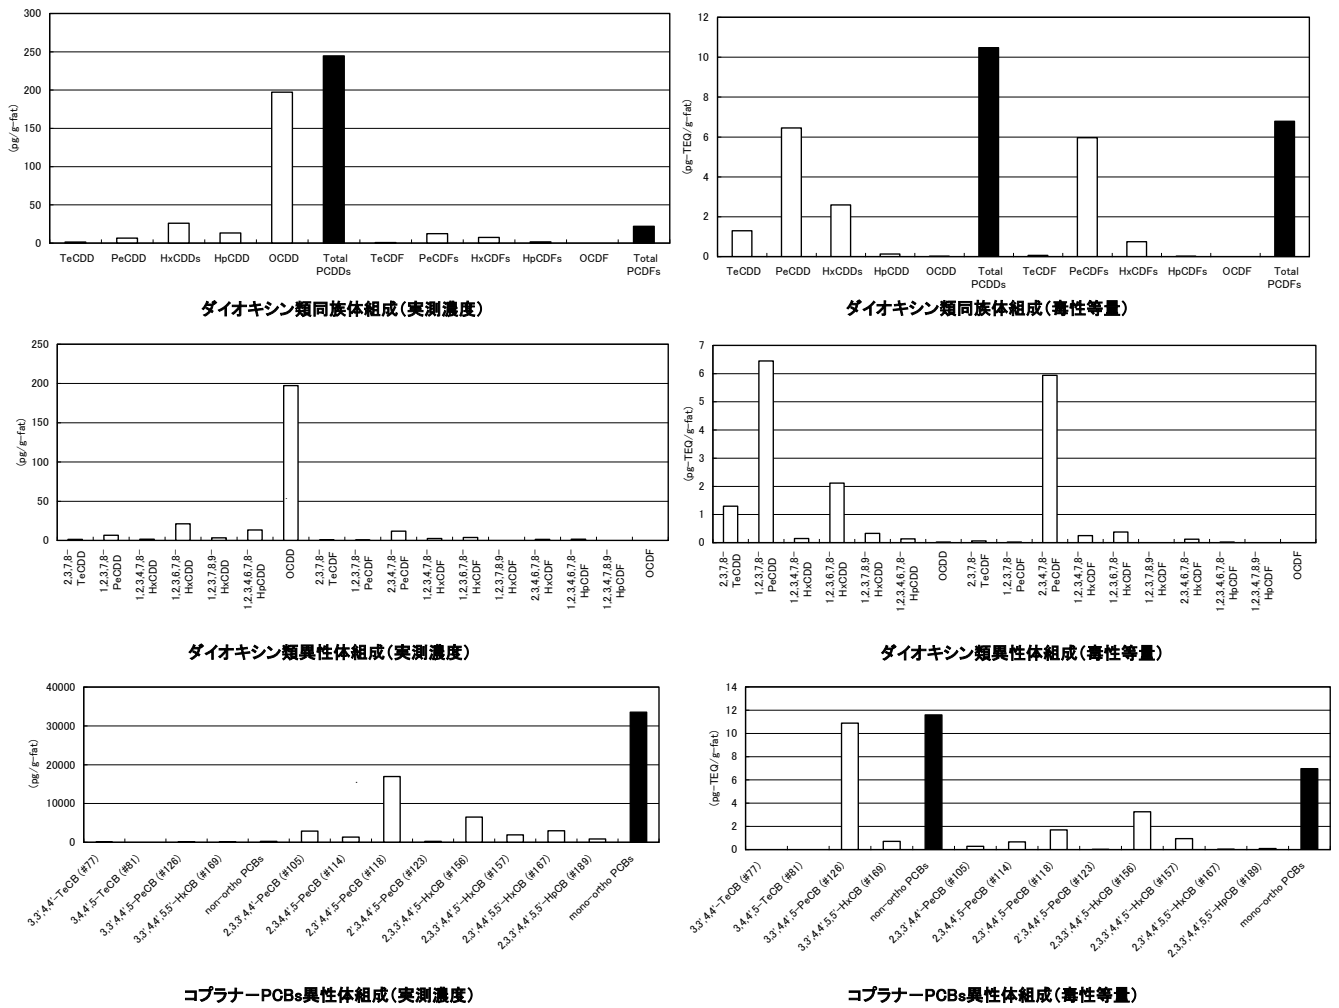 300
250
200
150
100
50
0
(pg/g-fat)
TeCDD PeCDD HxCDDs HpCDD OCDD Total PCDDs TeCDF PeCDFs HxCDFs HpCDFs OCDF Total PCDFs
ダイオキシン類同族体組成(実測濃度)
12
10
8
6
4
2
0
(pg-TEQ/g-fat)
TeCDD PeCDD HxCDDs HpCDD OCDD Total PCDDs TeCDF PeCDFs HxCDFs HpCDFs OCDF Total PCDFs
ダイオキシン類同族体組成(毒性等量)
250
200
150
100
50
0
(pg/g-fat)
2,3,7,8-
TeCDD
1,2,3,7,8-
PeCDD
1,2,3,4,7,8-
HxCDD
1,2,3,6,7,8-
HxCDD
1,2,3,7,8,9-
HxCDD
1,2,3,4,6,7,8-
HpCDD
OCDD
2,3,7,8-
TeCDF
1,2,3,7,8-
PeCDF
2,3,4,7,8-
PeCDF
1,2,3,4,7,8-
HxCDF
1,2,3,6,7,8-
HxCDF
1,2,3,7,8,9-
HxCDF
2,3,4,6,7,8-
HxCDF
1,2,3,4,6,7,8-
HpCDF
1,2,3,4,7,8,9-
HpCDF
OCDF
ダイオキシン類異性体組成(実測濃度)
7
6
5
4
3
2
1
0
(pg-TEQ/g-fat)
2,3,7,8-
TeCDD
1,2,3,7,8-
PeCDD
1,2,3,4,7,8-
HxCDD
1,2,3,6,7,8-
HxCDD
1,2,3,7,8,9-
HxCDD
1,2,3,4,6,7,8-
HpCDD
OCDD
2,3,7,8-
TeCDF
1,2,3,7,8-
PeCDF
2,3,4,7,8-
PeCDF
1,2,3,4,7,8-
HxCDF
1,2,3,6,7,8-
HxCDF
1,2,3,7,8,9-
HxCDF
2,3,4,6,7,8-
HxCDF
1,2,3,4,6,7,8-
HpCDF
1,2,3,4,7,8,9-
HpCDF
OCDF
ダイオキシン類異性体組成(毒性等量)
40000
30000
20000
10000
0
(pg/g-fat)
3,3',4,4'-TeCB (#77)
3,4,4',5-TeCB (#81)
3,3',4,4',5-PeCB (#126)
3,3',4,4',5,5'-HxCB (#169)
non-ortho PCBs
2,3,3',4,4'-PeCB (#105)
2,3,4,4',5-PeCB (#114)
2,3',4,4',5-PeCB (#118)
2',3,4,4',5-PeCB (#123)
2,3,3',4,4',5-HxCB (#156)
2,3,3',4,4',5'-HxCB (#157)
2,3',4,4',5,5'-HxCB (#167)
2,3,3',4,4',5,5'-HpCB (#189)
mono-ortho PCBs
コプラナーPCBs異性体組成(実測濃度)
14
12
10
8
6
4
2
0
(pg-TEQ/g-fat)
3,3',4,4'-TeCB (#77)
3,4,4',5-TeCB (#81)
3,3',4,4',5-PeCB (#126)
3,3',4,4',5,5'-HxCB (#169)
non-ortho PCBs
2,3,3',4,4'-PeCB (#105)
2,3,4,4',5-PeCB (#114)
2,3',4,4',5-PeCB (#118)
2',3,4,4',5-PeCB (#123)
2,3,3',4,4',5-HxCB (#156)
2,3,3',4,4',5'-HxCB (#157)
2,3',4,4',5,5'-HxCB (#167)
2,3,3',4,4',5,5'-HpCB (#189)
mono-ortho PCBs
コプラナーPCBs異性体組成(毒性等量)